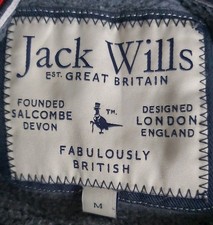 Jack Wills
EST. GREAT BRITAIN
FOUNDED
SALCOMBE
DEVON
TM.
DESIGNED
LONDON
ENGLAND
FABULOUSLY
BRITISH
M